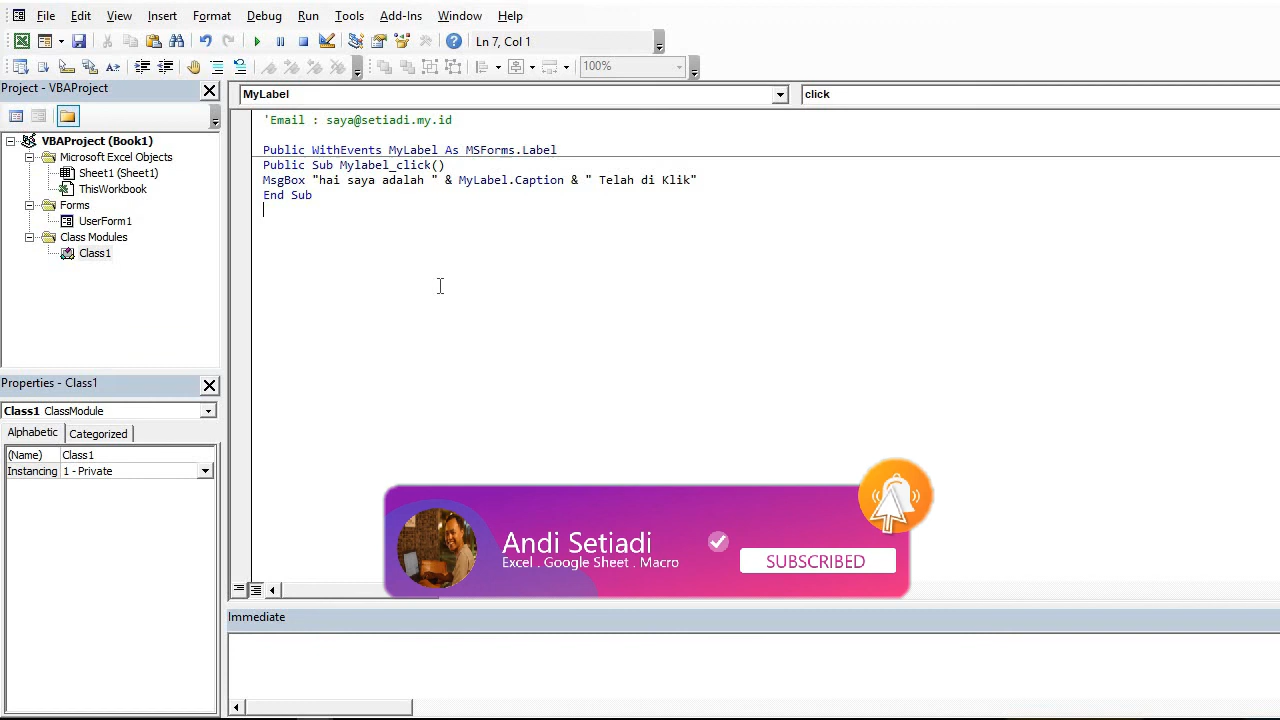 File Edit View Insert Format Debug Run Tools Add-Ins Window Help
Ln 7, Col 1
100%
Project - VBAProject
VBAProject (Book1)
Microsoft Excel Objects
Sheet1 (Sheet1)
ThisWorkbook
Forms
UserForm1
Class Modules
Class1
MyLabel
click
'Email : saya@setiadi.my.id
Public WithEvents MyLabel As MSForms.Label
Public Sub Mylabel_click()
MsgBox "hai saya adalah " & MyLabel.Caption & " Telah di Klik"
End Sub
Properties - Class1
Class1 ClassModule
Alphabetic Categorized
(Name) Class1
Instancing 1 - Private
Andi Setiadi
Excel . Google Sheet . Macro
SUBSCRIBED
Immediate